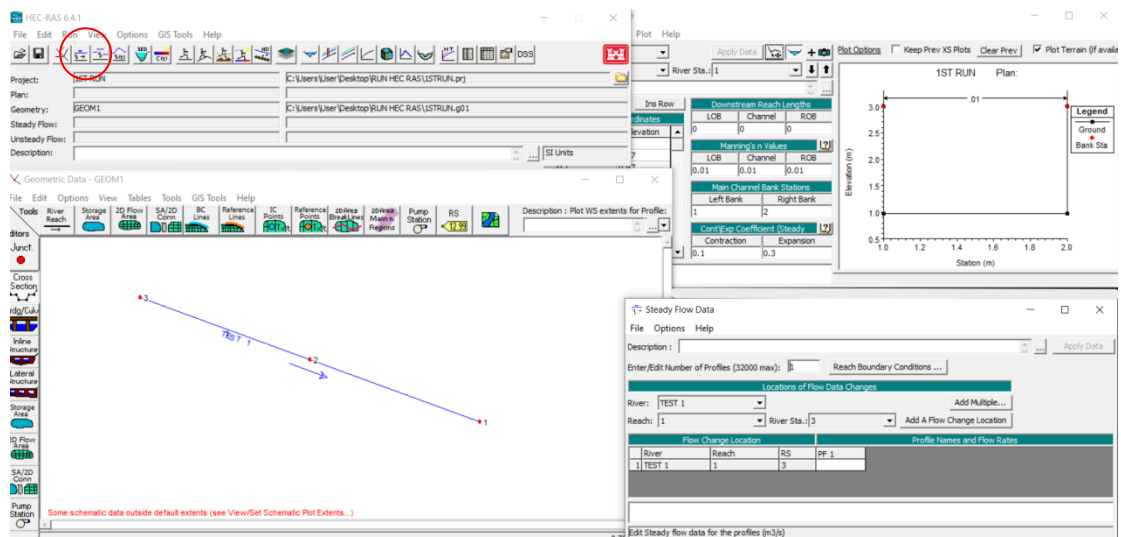 HEC-RAS 6.4.1
File Edit Run View Options GIS Tools Help
DSS
Project: 1ST RUN C:\Users\User\Desktop\RUN HEC RAS\1STRUN.prj
Plan:
Geometry: GEOM1 C:\Users\User\Desktop\RUN HEC RAS\1STRUN.g01
Steady Flow:
Unsteady Flow:
Description: ... SI Units
Plot Help
Apply Data
Plot Options Keep Prev XS Plots Clear Prev Plot Terrain (if availa
River Sta.: 1
...
Ins Row
Downstream Reach Lengths
LOB Channel ROB
0 0 0
Manning's n Values
LOB Channel ROB
0.01 0.01 0.01
Main Channel Bank Stations
Left Bank Right Bank
1 2
Cont\Exp Coefficient (Steady
Contraction Expansion
0.1 0.3
1ST RUN Plan:
.01
3.0
2.5
2.0
1.5
1.0
0.5
Elevation (m)
1.0 1.2 1.4 1.6 1.8 2.0
Station (m)
Legend
Ground
Bank Sta
Geometric Data - GEOM1
File Edit Options View Tables Tools GIS Tools Help
Tools River Reach Storage Area 2D Flow Area SA/2D Conn BC Lines Reference Lines IC Points Reference Points 2D Area BreakLines 2D Area Mann n Regions Pump Station RS
12.99
Description : Plot WS extents for Profile:
...
ditors
Junct.
Cross Section
rdg/Culv
Inline Structure
Lateral Structure
Storage Area
2D Flow Area
SA/2D Conn
Pump Station
3
TEST 1
2
1
Some schematic data outside default extents (see View/Set Schematic Plot Extents...)
Steady Flow Data
File Options Help
Description : ... Apply Data
Enter/Edit Number of Profiles (32000 max): 1 Reach Boundary Conditions ...
Locations of Flow Data Changes
River: TEST 1 Add Multiple...
Reach: 1 River Sta.: 3 Add A Flow Change Location
Flow Change Location Profile Names and Flow Rates
River Reach RS PF 1
1 TEST 1 1 3
Edit Steady flow data for the profiles (m3/s)